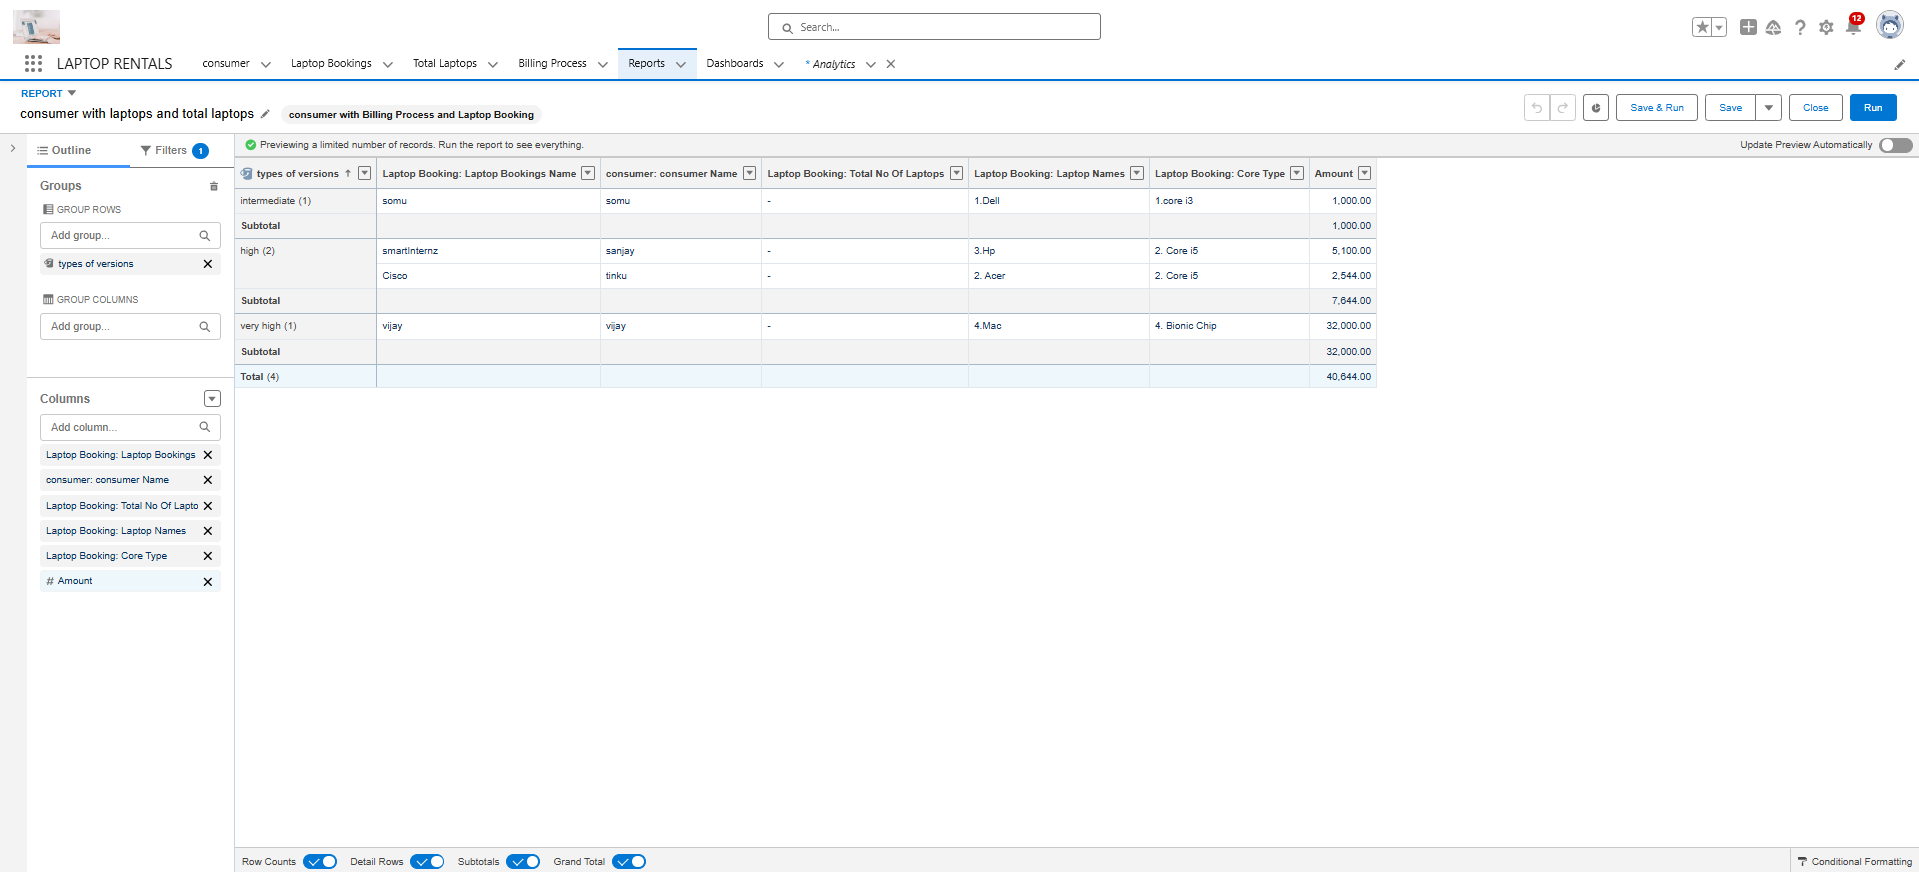 Search...
12
LAPTOP RENTALS consumer Laptop Bookings Total Laptops Billing Process Reports Dashboards * Analytics
REPORT
consumer with laptops and total laptops consumer with Billing Process and Laptop Booking
Save & Run Save Close Run
Outline Filters 1
Previewing a limited number of records. Run the report to see everything. Update Preview Automatically
Groups
GROUP ROWS
Add group...
types of versions
GROUP COLUMNS
Add group...
Columns
Add column...
Laptop Booking: Laptop Bookings
consumer: consumer Name
Laptop Booking: Total No Of Lapto
Laptop Booking: Laptop Names
Laptop Booking: Core Type
# Amount
types of versions ↑ Laptop Booking: Laptop Bookings Name consumer: consumer Name Laptop Booking: Total No Of Laptops Laptop Booking: Laptop Names Laptop Booking: Core Type Amount
intermediate (1) somu somu - 1.Dell 1.core i3 1,000.00
Subtotal 1,000.00
high (2) smartInternz sanjay - 3.Hp 2. Core i5 5,100.00
Cisco tinku - 2. Acer 2. Core i5 2,544.00
Subtotal 7,644.00
very high (1) vijay vijay - 4.Mac 4. Bionic Chip 32,000.00
Subtotal 32,000.00
Total (4) 40,644.00
Row Counts Detail Rows Subtotals Grand Total Conditional Formatting